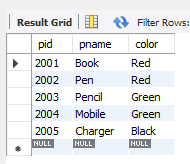 Result Grid Filter Rows:
pid pname color
2001 Book Red
2002 Pen Red
2003 Pencil Green
2004 Mobile Green
2005 Charger Black
NULL NULL NULL